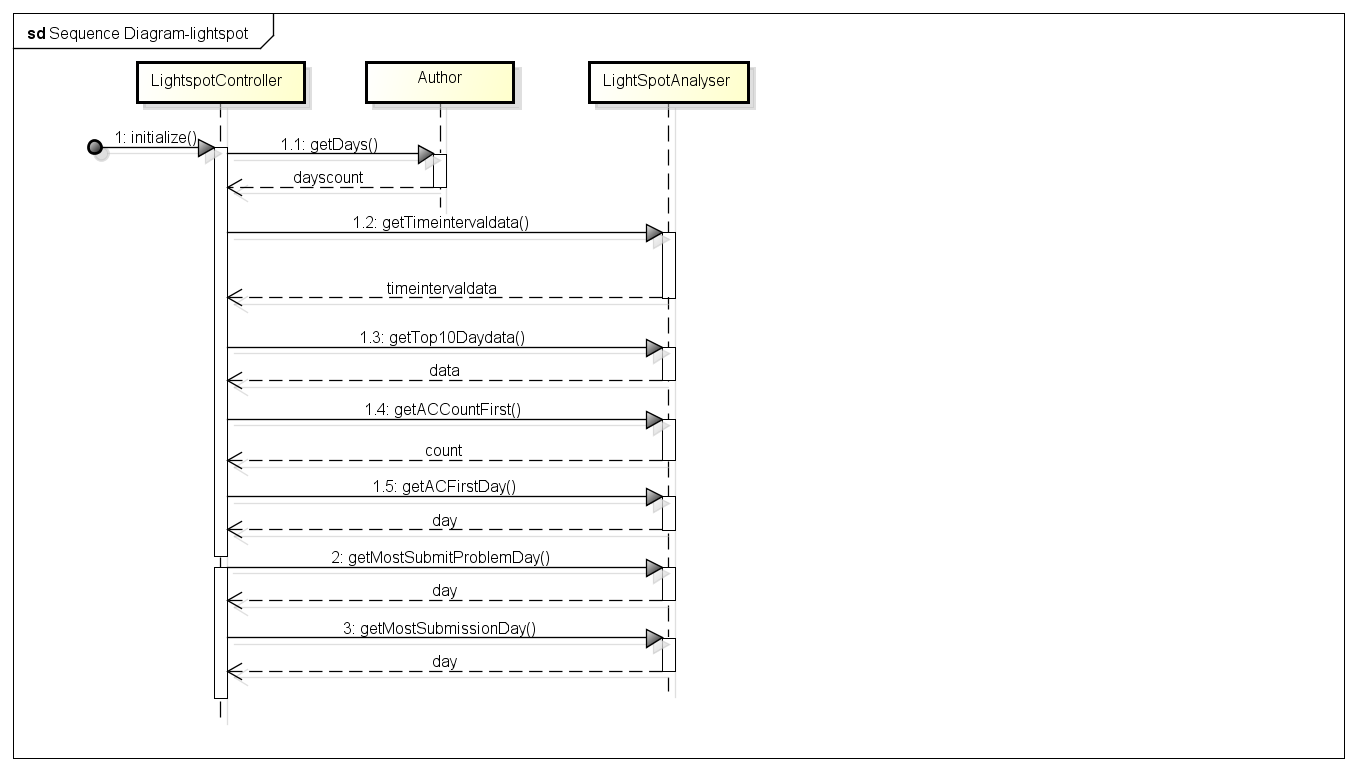 sd Sequence Diagram-lightspot
LightspotController
Author
LightSpotAnalyser
1: initialize()
1.1: getDays()
dayscount
1.2: getTimeintervaldata()
timeintervaldata
1.3: getTop10Daydata()
data
1.4: getACCountFirst()
count
1.5: getACFirstDay()
day
2: getMostSubmitProblemDay()
day
3: getMostSubmissionDay()
day